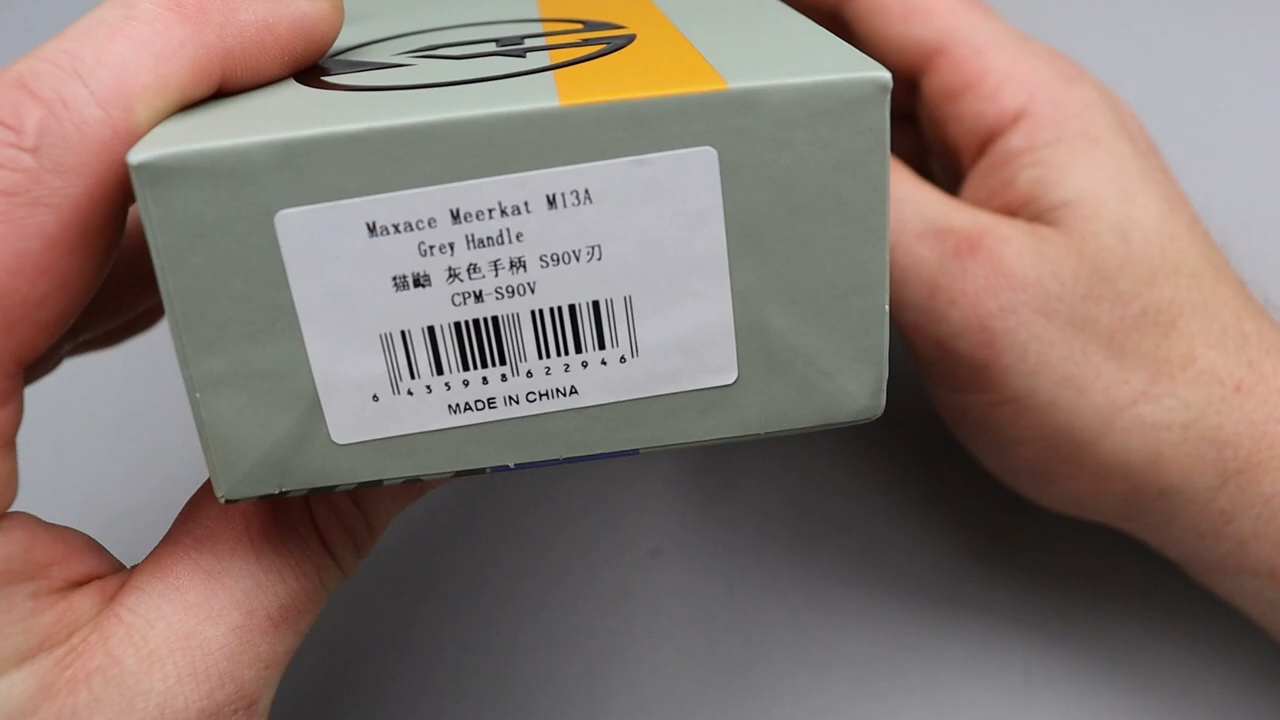 Maxace Meerkat M13A
Grey Handle
猫鼬 灰色手柄 S90V刃
CPM-S90V
6 435988 622946
MADE IN CHINA